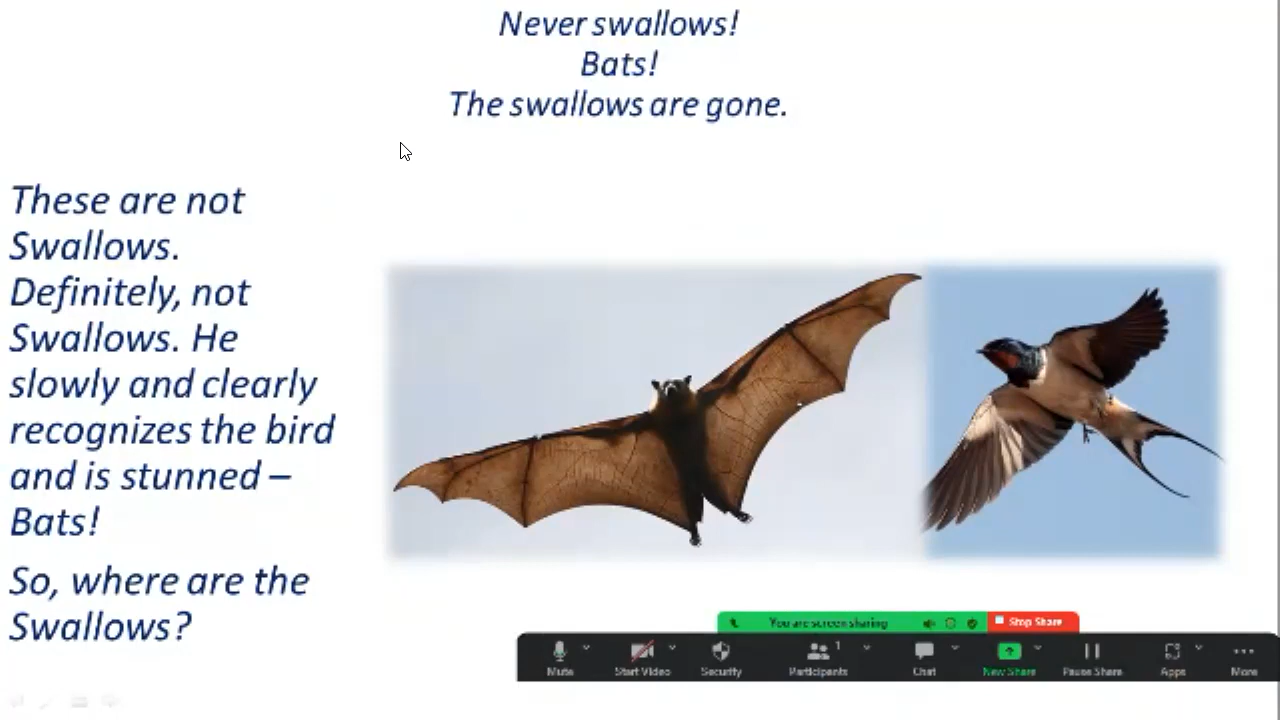 Never swallows!
Bats!
The swallows are gone.
These are not
Swallows.
Definitely, not
Swallows. He
slowly and clearly
recognizes the bird
and is stunned –
Bats!
So, where are the
Swallows?
You are screen sharing
Stop Share
1
Mute
Start Video
Security
Participants
Chat
New Share
Pause Share
Apps
More